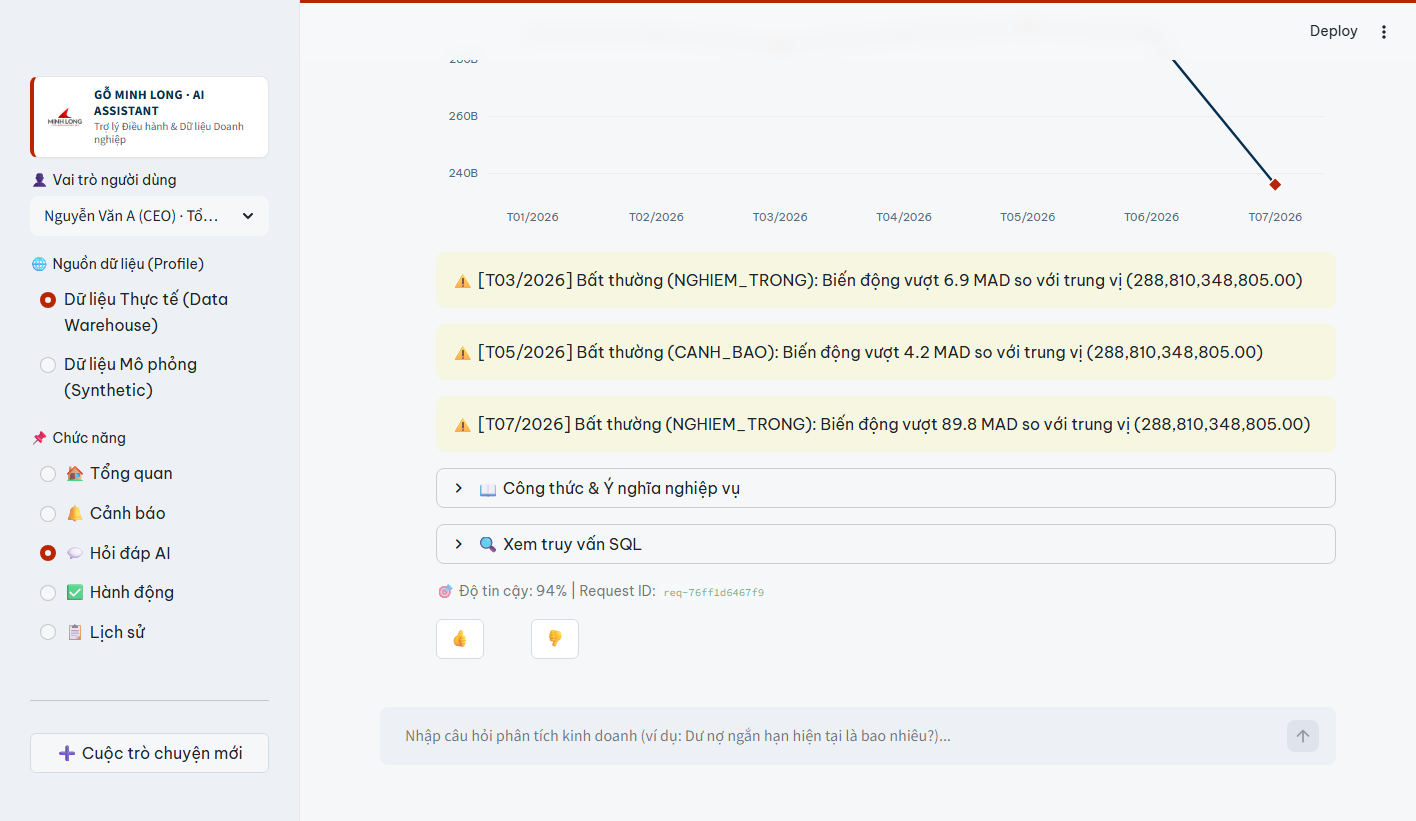 GỖ MINH LONG · AI
ASSISTANT
Trợ lý Điều hành & Dữ liệu Doanh
nghiệp
MINH LONG
Vai trò người dùng
Nguyễn Văn A (CEO) · Tổ...
Nguồn dữ liệu (Profile)
Dữ liệu Thực tế (Data
Warehouse)
Dữ liệu Mô phỏng
(Synthetic)
Chức năng
Tổng quan
Cảnh báo
Hỏi đáp AI
Hành động
Lịch sử
Cuộc trò chuyện mới
Deploy
280B
260B
240B
T01/2026 T02/2026 T03/2026 T04/2026 T05/2026 T06/2026 T07/2026
[T03/2026] Bất thường (NGHIEM_TRONG): Biến động vượt 6.9 MAD so với trung vị (288,810,348,805.00)
[T05/2026] Bất thường (CANH_BAO): Biến động vượt 4.2 MAD so với trung vị (288,810,348,805.00)
[T07/2026] Bất thường (NGHIEM_TRONG): Biến động vượt 89.8 MAD so với trung vị (288,810,348,805.00)
Công thức & Ý nghĩa nghiệp vụ
Xem truy vấn SQL
Độ tin cậy: 94% | Request ID: req-76ff1d6467f9
Nhập câu hỏi phân tích kinh doanh (ví dụ: Dư nợ ngắn hạn hiện tại là bao nhiêu?)...